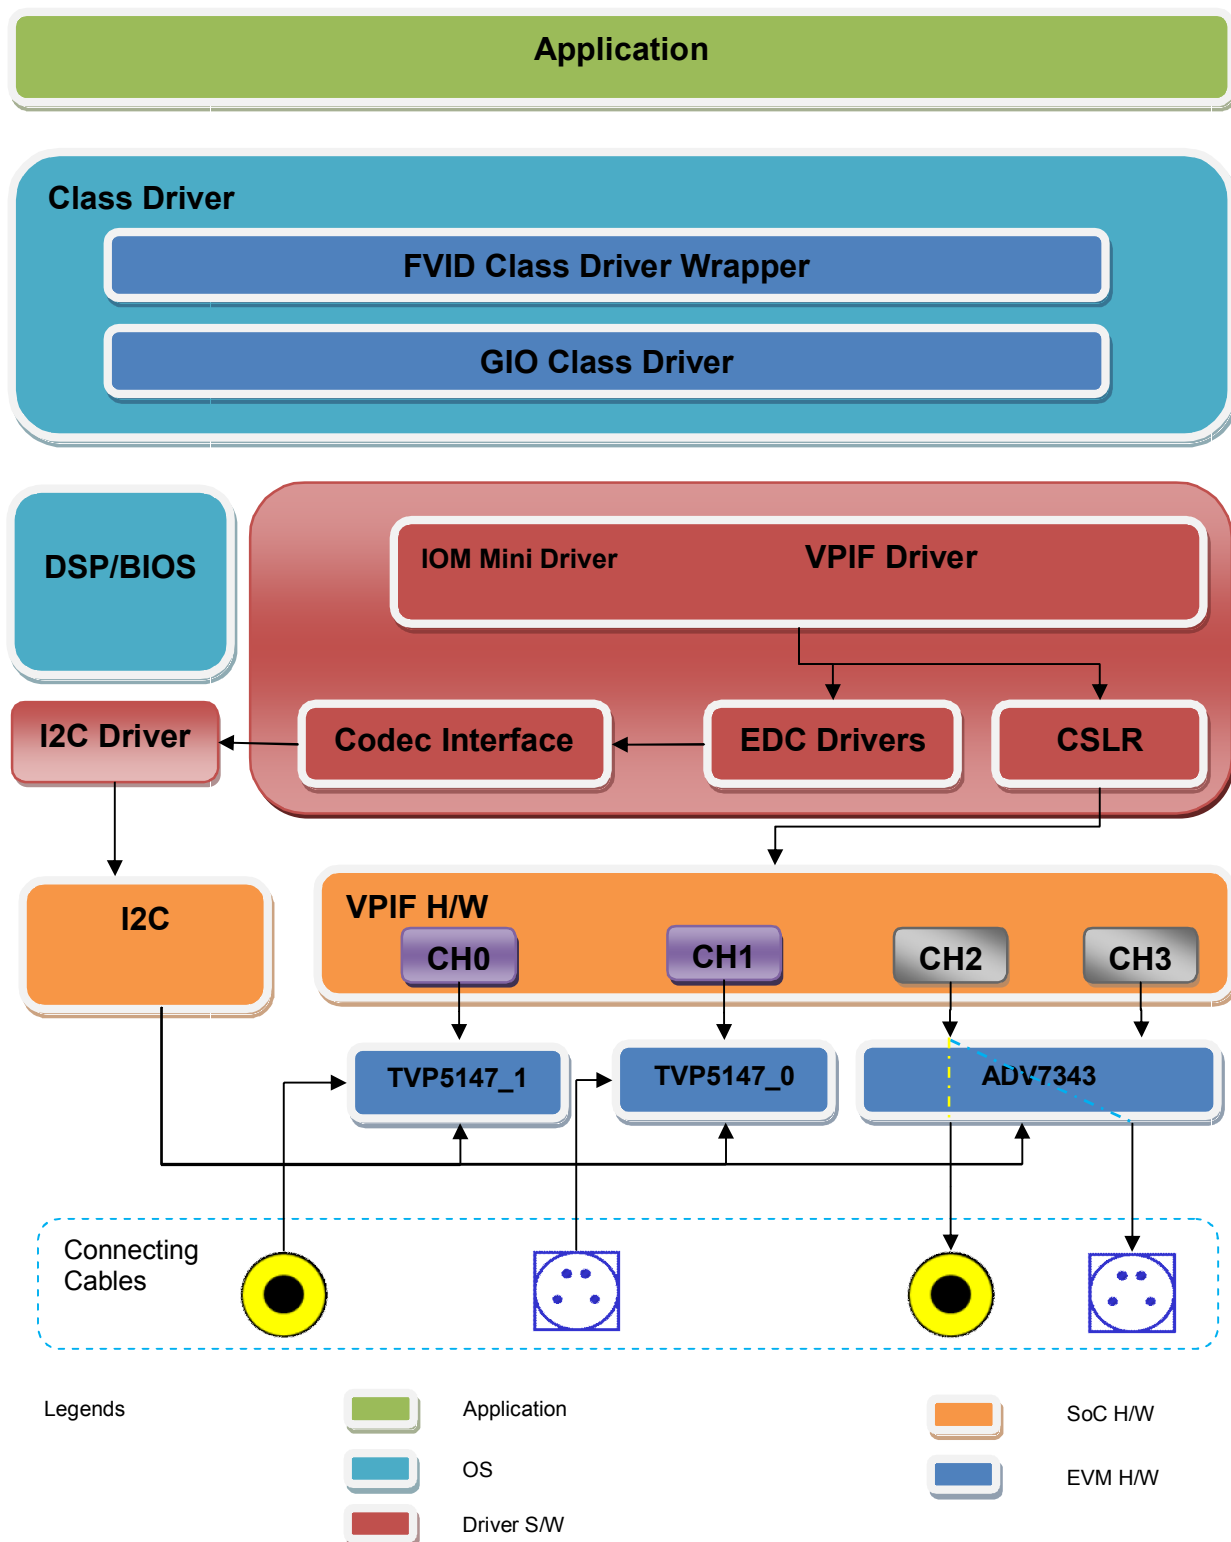 Application
Class Driver
FVID Class Driver Wrapper
GIO Class Driver
DSP/BIOS
IOM Mini Driver
VPIF Driver
I2C Driver
Codec Interface
EDC Drivers
CSLR
I2C
VPIF H/W
CH0
CH1
CH2
CH3
TVP5147_1
TVP5147_0
ADV7343
Connecting
Cables
Legends
Application
SoC H/W
OS
EVM H/W
Driver S/W